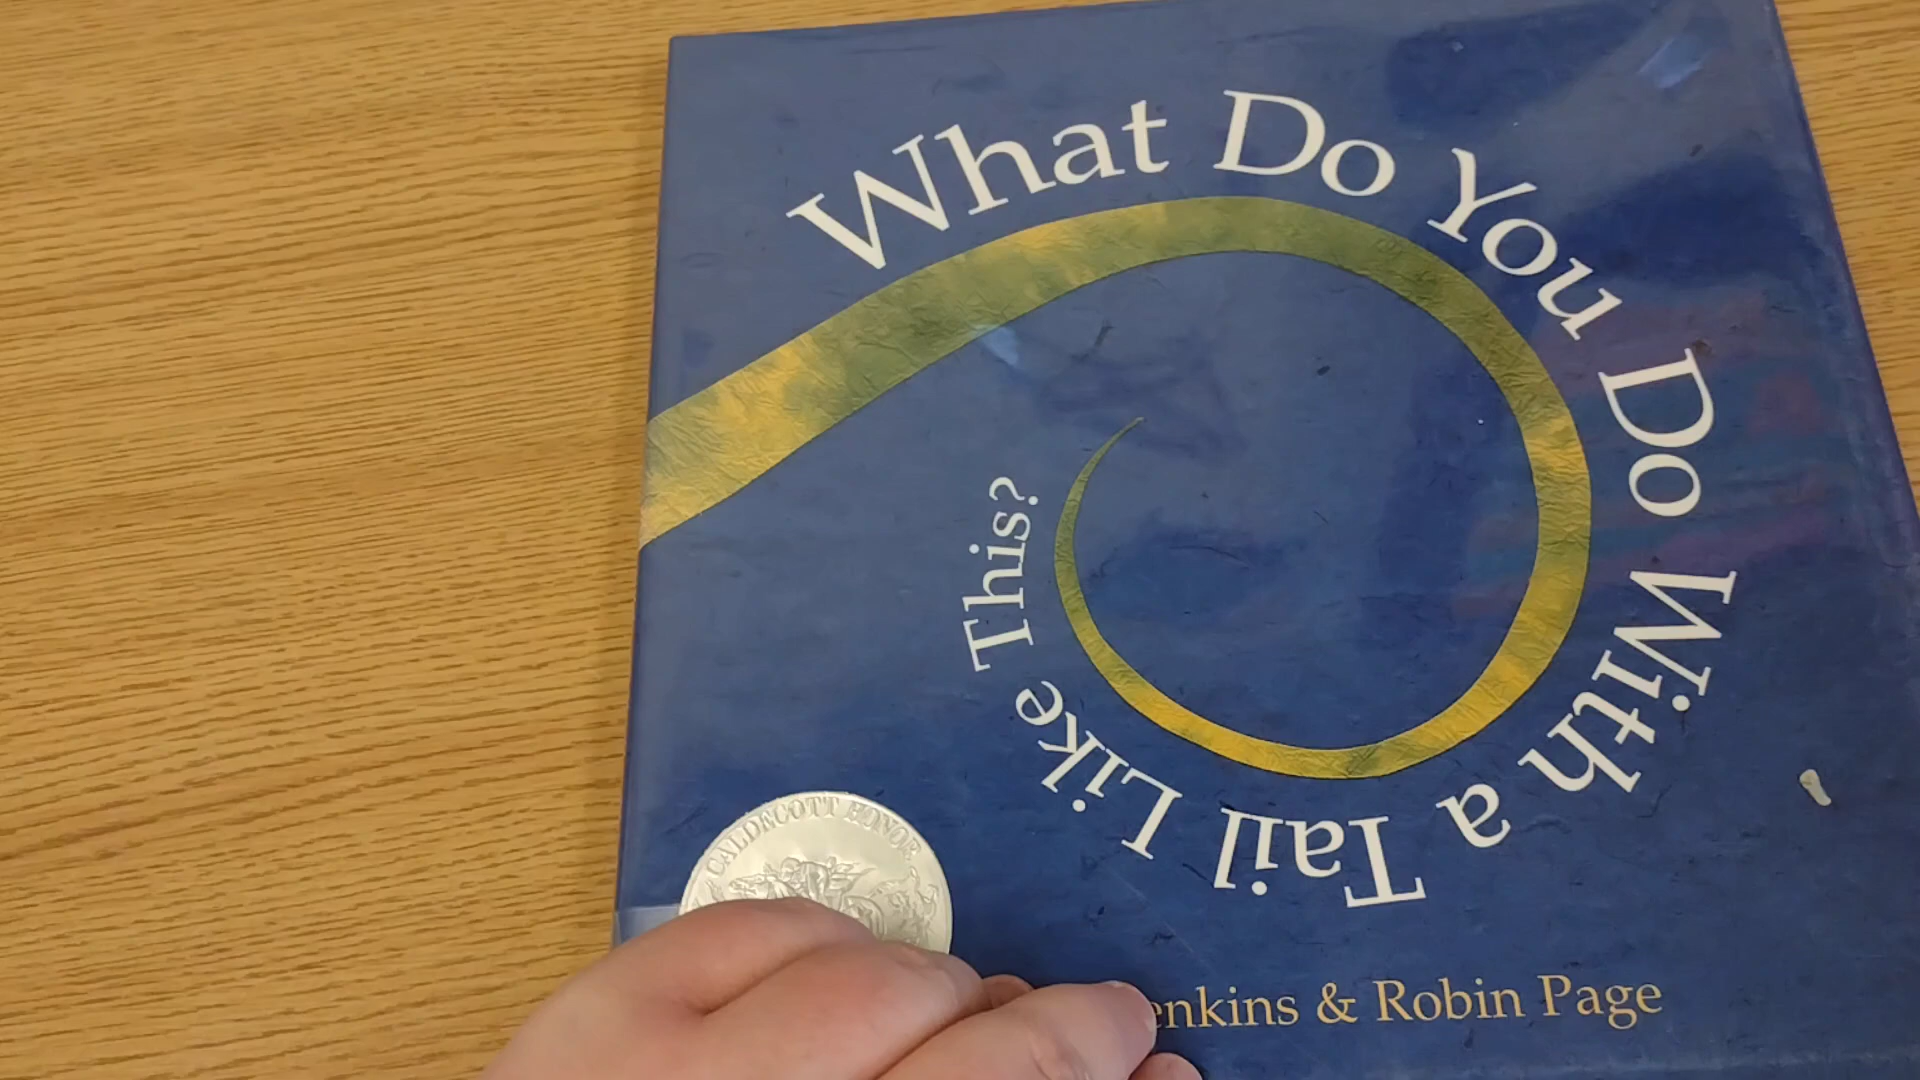 What Do You Do With a Tail Like This?
CALDECOTT HONOR
enkins & Robin Page